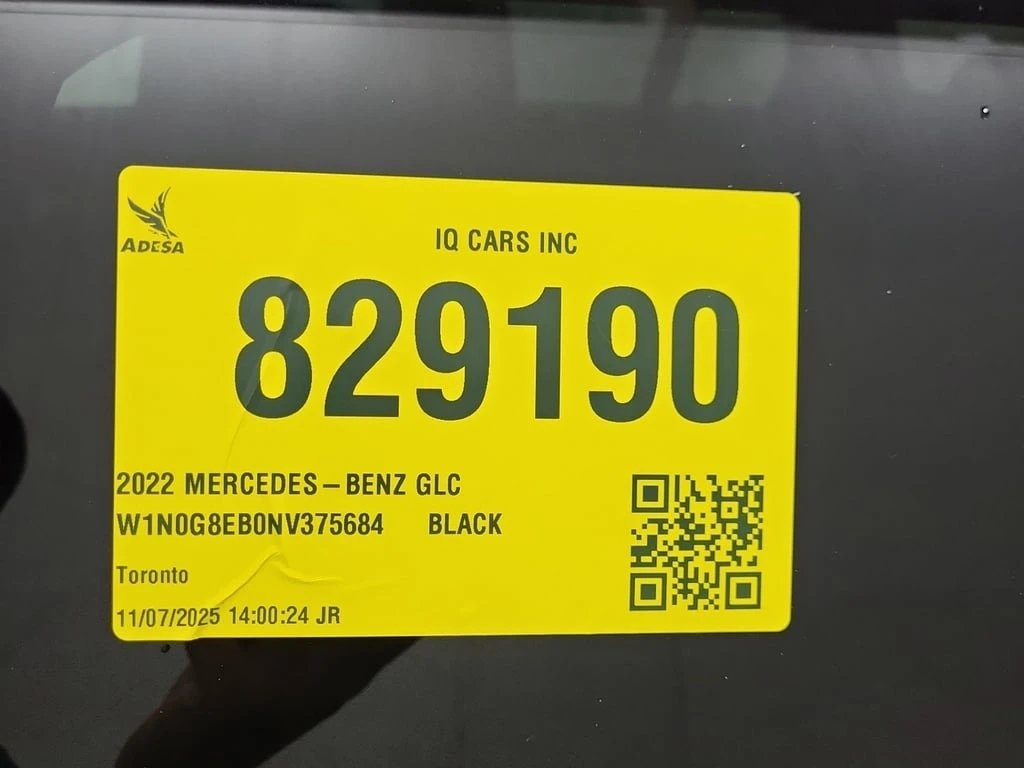 ADESA
IQ CARS INC
829190
2022 MERCEDES-BENZ GLC
W1N0G8EB0NV375684 BLACK
Toronto
11/07/2025 14:00:24 JR